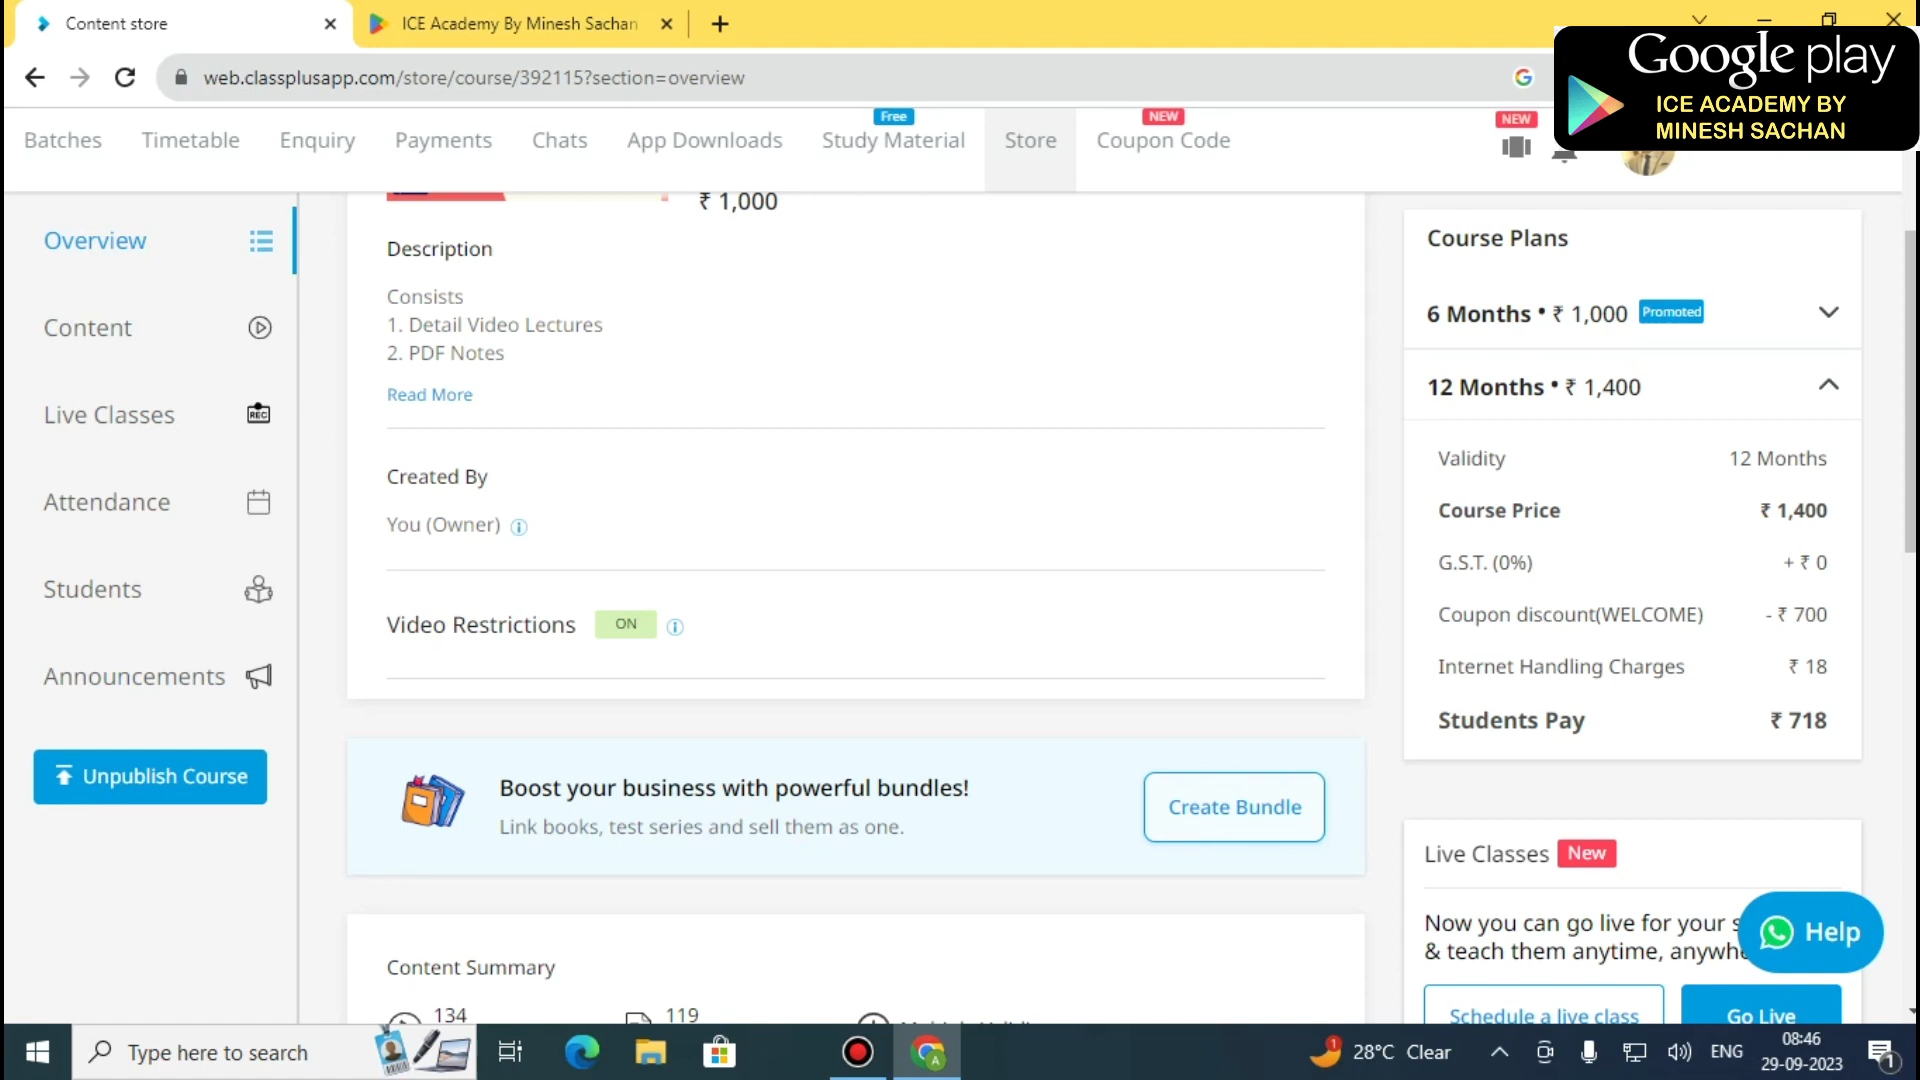 Content store
ICE Academy By Minesh Sachan
Google play
ICE ACADEMY BY
MINESH SACHAN
web.classplusapp.com/store/course/392115?section=overview
G
Free
NEW
NEW
Batches
Timetable
Enquiry
Payments
Chats
App Downloads
Study Material
Store
Coupon Code
Overview
Content
Live Classes
REC
Attendance
Students
Announcements
Unpublish Course
₹ 1,000
Description
Consists
1. Detail Video Lectures
2. PDF Notes
Read More
Created By
You (Owner)
Video Restrictions ON
Boost your business with powerful bundles!
Link books, test series and sell them as one.
Create Bundle
Content Summary
134
119
Course Plans
6 Months • ₹ 1,000 Promoted
12 Months • ₹ 1,400
Validity 12 Months
Course Price ₹ 1,400
G.S.T. (0%) + ₹ 0
Coupon discount(WELCOME) - ₹ 700
Internet Handling Charges ₹ 18
Students Pay ₹ 718
Live Classes New
Now you can go live for your
& teach them anytime,
Help
Schedule a live class
Go Live
Type here to search
A
1
28°C Clear
ENG
08:46
29-09-2023
1